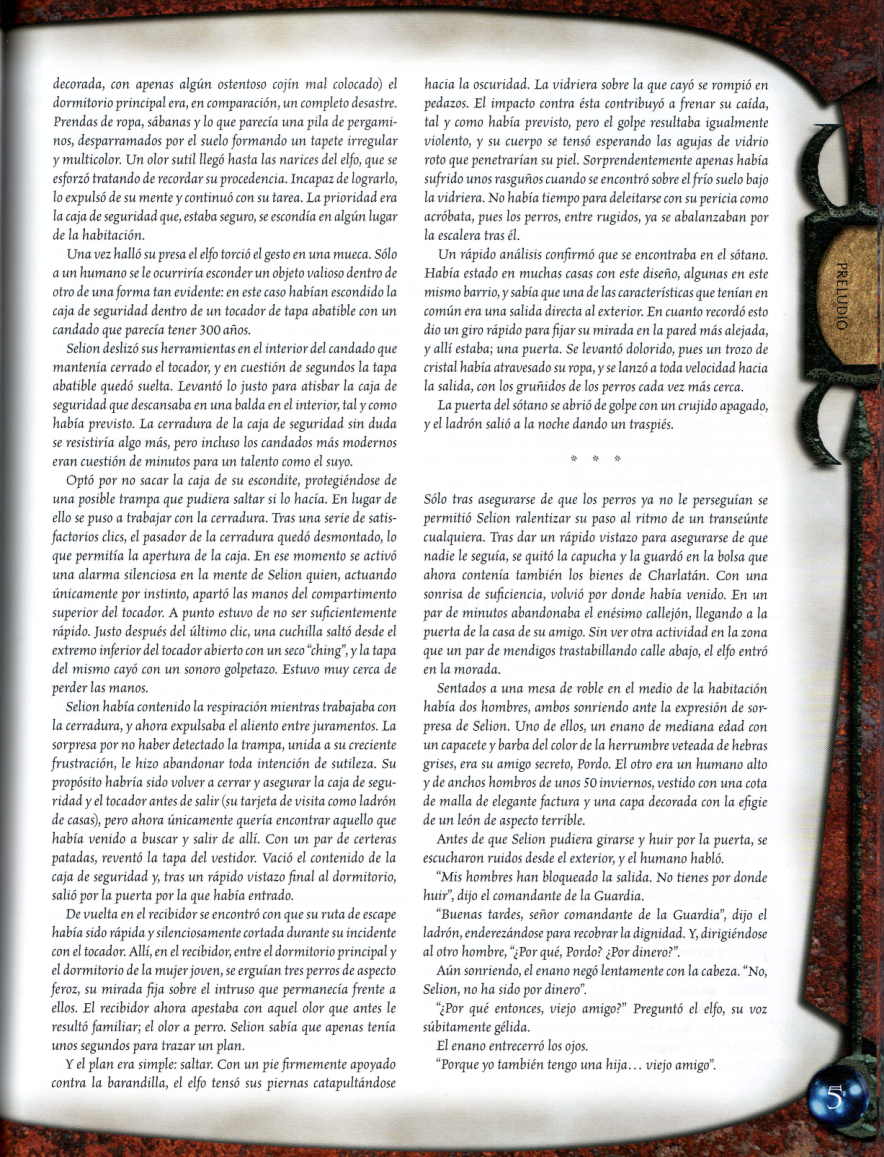 decorada, con apenas algún ostentoso cojín mal colocado) el
dormitorio principal era, en comparación, un completo desastre.
Prendas de ropa, sábanas y lo que parecía una pila de pergami-
nos, desparramados por el suelo formando un tapete irregular
y multicolor. Un olor sutil llegó hasta las narices del elfo, que se
esforzó tratando de recordar su procedencia. Incapaz de lograrlo,
lo expulsó de su mente y continuó con su tarea. La prioridad era
la caja de seguridad que, estaba seguro, se escondía en algún lugar
de la habitación.
Una vez halló su presa el elfo torció el gesto en una mueca. Sólo
a un humano se le ocurriría esconder un objeto valioso dentro de
otro de una forma tan evidente: en este caso habían escondido la
caja de seguridad dentro de un tocador de tapa abatible con un
candado que parecía tener 300 años.
Selion deslizó sus herramientas en el interior del candado que
mantenía cerrado el tocador, y en cuestión de segundos la tapa
abatible quedó suelta. Levantó lo justo para atisbar la caja de
seguridad que descansaba en una balda en el interior, tal y como
había previsto. La cerradura de la caja de seguridad sin duda
se resistiría algo más, pero incluso los candados más modernos
eran cuestión de minutos para un talento como el suyo.
Optó por no sacar la caja de su escondite, protegiéndose de
una posible trampa que pudiera saltar si lo hacía. En lugar de
ello se puso a trabajar con la cerradura. Tras una serie de satis-
factorios clics, el pasador de la cerradura quedó desmontado, lo
que permitía la apertura de la caja. En ese momento se activó
una alarma silenciosa en la mente de Selion quien, actuando
únicamente por instinto, apartó las manos del compartimento
superior del tocador. A punto estuvo de no ser suficientemente
rápido. Justo después del último clic, una cuchilla saltó desde el
extremo inferior del tocador abierto con un seco "ching", y la tapa
del mismo cayó con un sonoro golpetazo. Estuvo muy cerca de
perder las manos.
Selion había contenido la respiración mientras trabajaba con
la cerradura, y ahora expulsaba el aliento entre juramentos. La
sorpresa por no haber detectado la trampa, unida a su creciente
frustración, le hizo abandonar toda intención de sutileza. Su
propósito habría sido volver a cerrar y asegurar la caja de segu-
ridad y el tocador antes de salir (su tarjeta de visita como ladrón
de casas), pero ahora únicamente quería encontrar aquello que
había venido a buscar y salir de allí. Con un par de certeras
patadas, reventó la tapa del vestidor. Vació el contenido de la
caja de seguridad y, tras un rápido vistazo final al dormitorio,
salió por la puerta por la que había entrado.
De vuelta en el recibidor se encontró con que su ruta de escape
había sido rápida y silenciosamente cortada durante su incidente
con el tocador. Allí, en el recibidor, entre el dormitorio principal y
el dormitorio de la mujer joven, se erguían tres perros de aspecto
feroz, su mirada fija sobre el intruso que permanecía frente a
ellos. El recibidor ahora apestaba con aquel olor que antes le
resultó familiar; el olor a perro. Selion sabía que apenas tenía
unos segundos para trazar un plan.
Y el plan era simple: saltar. Con un pie firmemente apoyado
contra la barandilla, el elfo tensó sus piernas catapultándose
hacia la oscuridad. La vidriera sobre la que cayó se rompió en
pedazos. El impacto contra ésta contribuyó a frenar su caída,
tal y como había previsto, pero el golpe resultaba igualmente
violento, y su cuerpo se tensó esperando las agujas de vidrio
roto que penetrarían su piel. Sorprendentemente apenas había
sufrido unos rasguños cuando se encontró sobre el frío suelo bajo
la vidriera. No había tiempo para deleitarse con su pericia como
acróbata, pues los perros, entre rugidos, ya se abalanzaban por
la escalera tras él.
Un rápido análisis confirmó que se encontraba en el sótano.
Había estado en muchas casas con este diseño, algunas en este
mismo barrio, y sabía que una de las características que tenían en
común era una salida directa al exterior. En cuanto recordó esto
dio un giro rápido para fijar su mirada en la pared más alejada,
y allí estaba; una puerta. Se levantó dolorido, pues un trozo de
cristal había atravesado su ropa, y se lanzó a toda velocidad hacia
la salida, con los gruñidos de los perros cada vez más cerca.
La puerta del sótano se abrió de golpe con un crujido apagado,
y el ladrón salió a la noche dando un traspiés.
* * *
Sólo tras asegurarse de que los perros ya no le perseguían se
permitió Selion ralentizar su paso al ritmo de un transeúnte
cualquiera. Tras dar un rápido vistazo para asegurarse de que
nadie le seguía, se quitó la capucha y la guardó en la bolsa que
ahora contenía también los bienes de Charlatán. Con una
sonrisa de suficiencia, volvió por donde había venido. En un
par de minutos abandonaba el enésimo callejón, llegando a la
puerta de la casa de su amigo. Sin ver otra actividad en la zona
que un par de mendigos trastabillando calle abajo, el elfo entró
en la morada.
Sentados a una mesa de roble en el medio de la habitación
había dos hombres, ambos sonriendo ante la expresión de sor-
presa de Selion. Uno de ellos, un enano de mediana edad con
un capacete y barba del color de la herrumbre veteada de hebras
grises, era su amigo secreto, Pordo. El otro era un humano alto
y de anchos hombros de unos 50 inviernos, vestido con una cota
de malla de elegante factura y una capa decorada con la efigie
de un león de aspecto terrible.
Antes de que Selion pudiera girarse y huir por la puerta, se
escucharon ruidos desde el exterior, y el humano habló.
"Mis hombres han bloqueado la salida. No tienes por donde
huir", dijo el comandante de la Guardia.
"Buenas tardes, señor comandante de la Guardia", dijo el
ladrón, enderezándose para recobrar la dignidad. Y, dirigiéndose
al otro hombre, "¿Por qué, Pordo? ¿Por dinero?".
Aún sonriendo, el enano negó lentamente con la cabeza. "No,
Selion, no ha sido por dinero".
"¿Por qué entonces, viejo amigo?" Preguntó el elfo, su voz
súbitamente gélida.
El enano entrecerró los ojos.
"Porque yo también tengo una hija... viejo amigo".
PRELUDIO
5